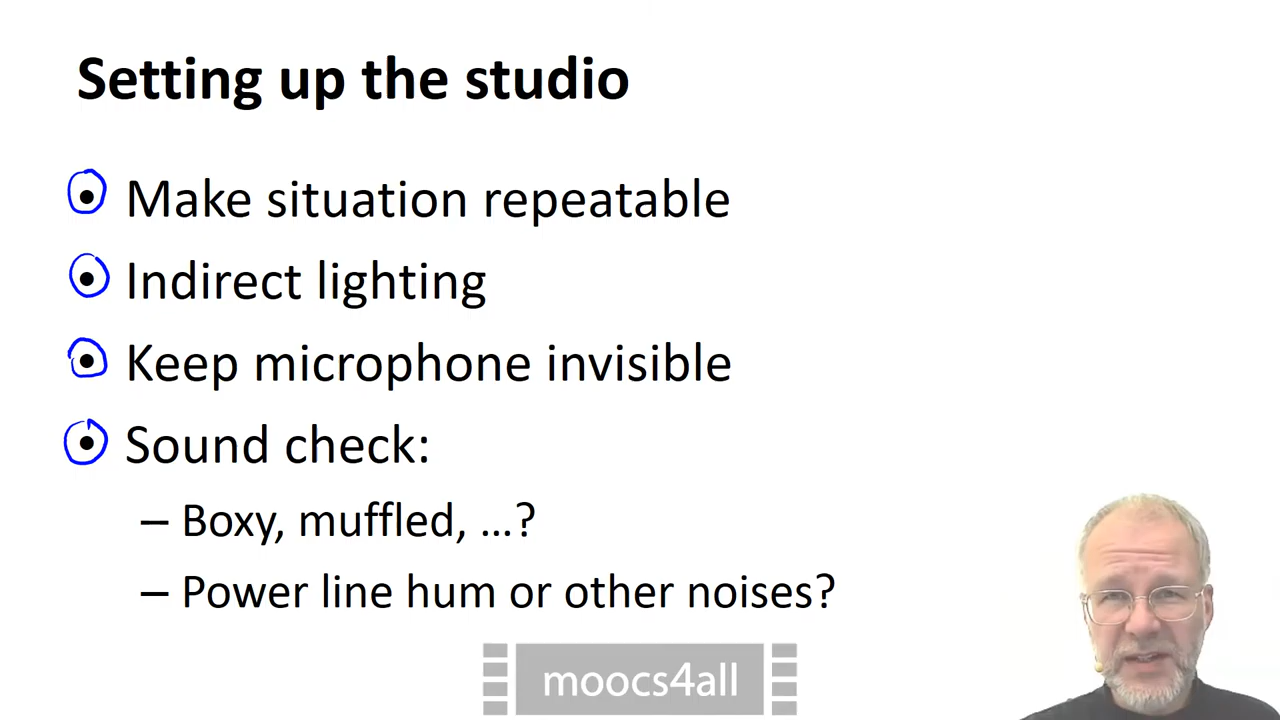 Setting up the studio
• Make situation repeatable
• Indirect lighting
• Keep microphone invisible
• Sound check:
– Boxy, muffled, ...?
– Power line hum or other noises?
moocs4all